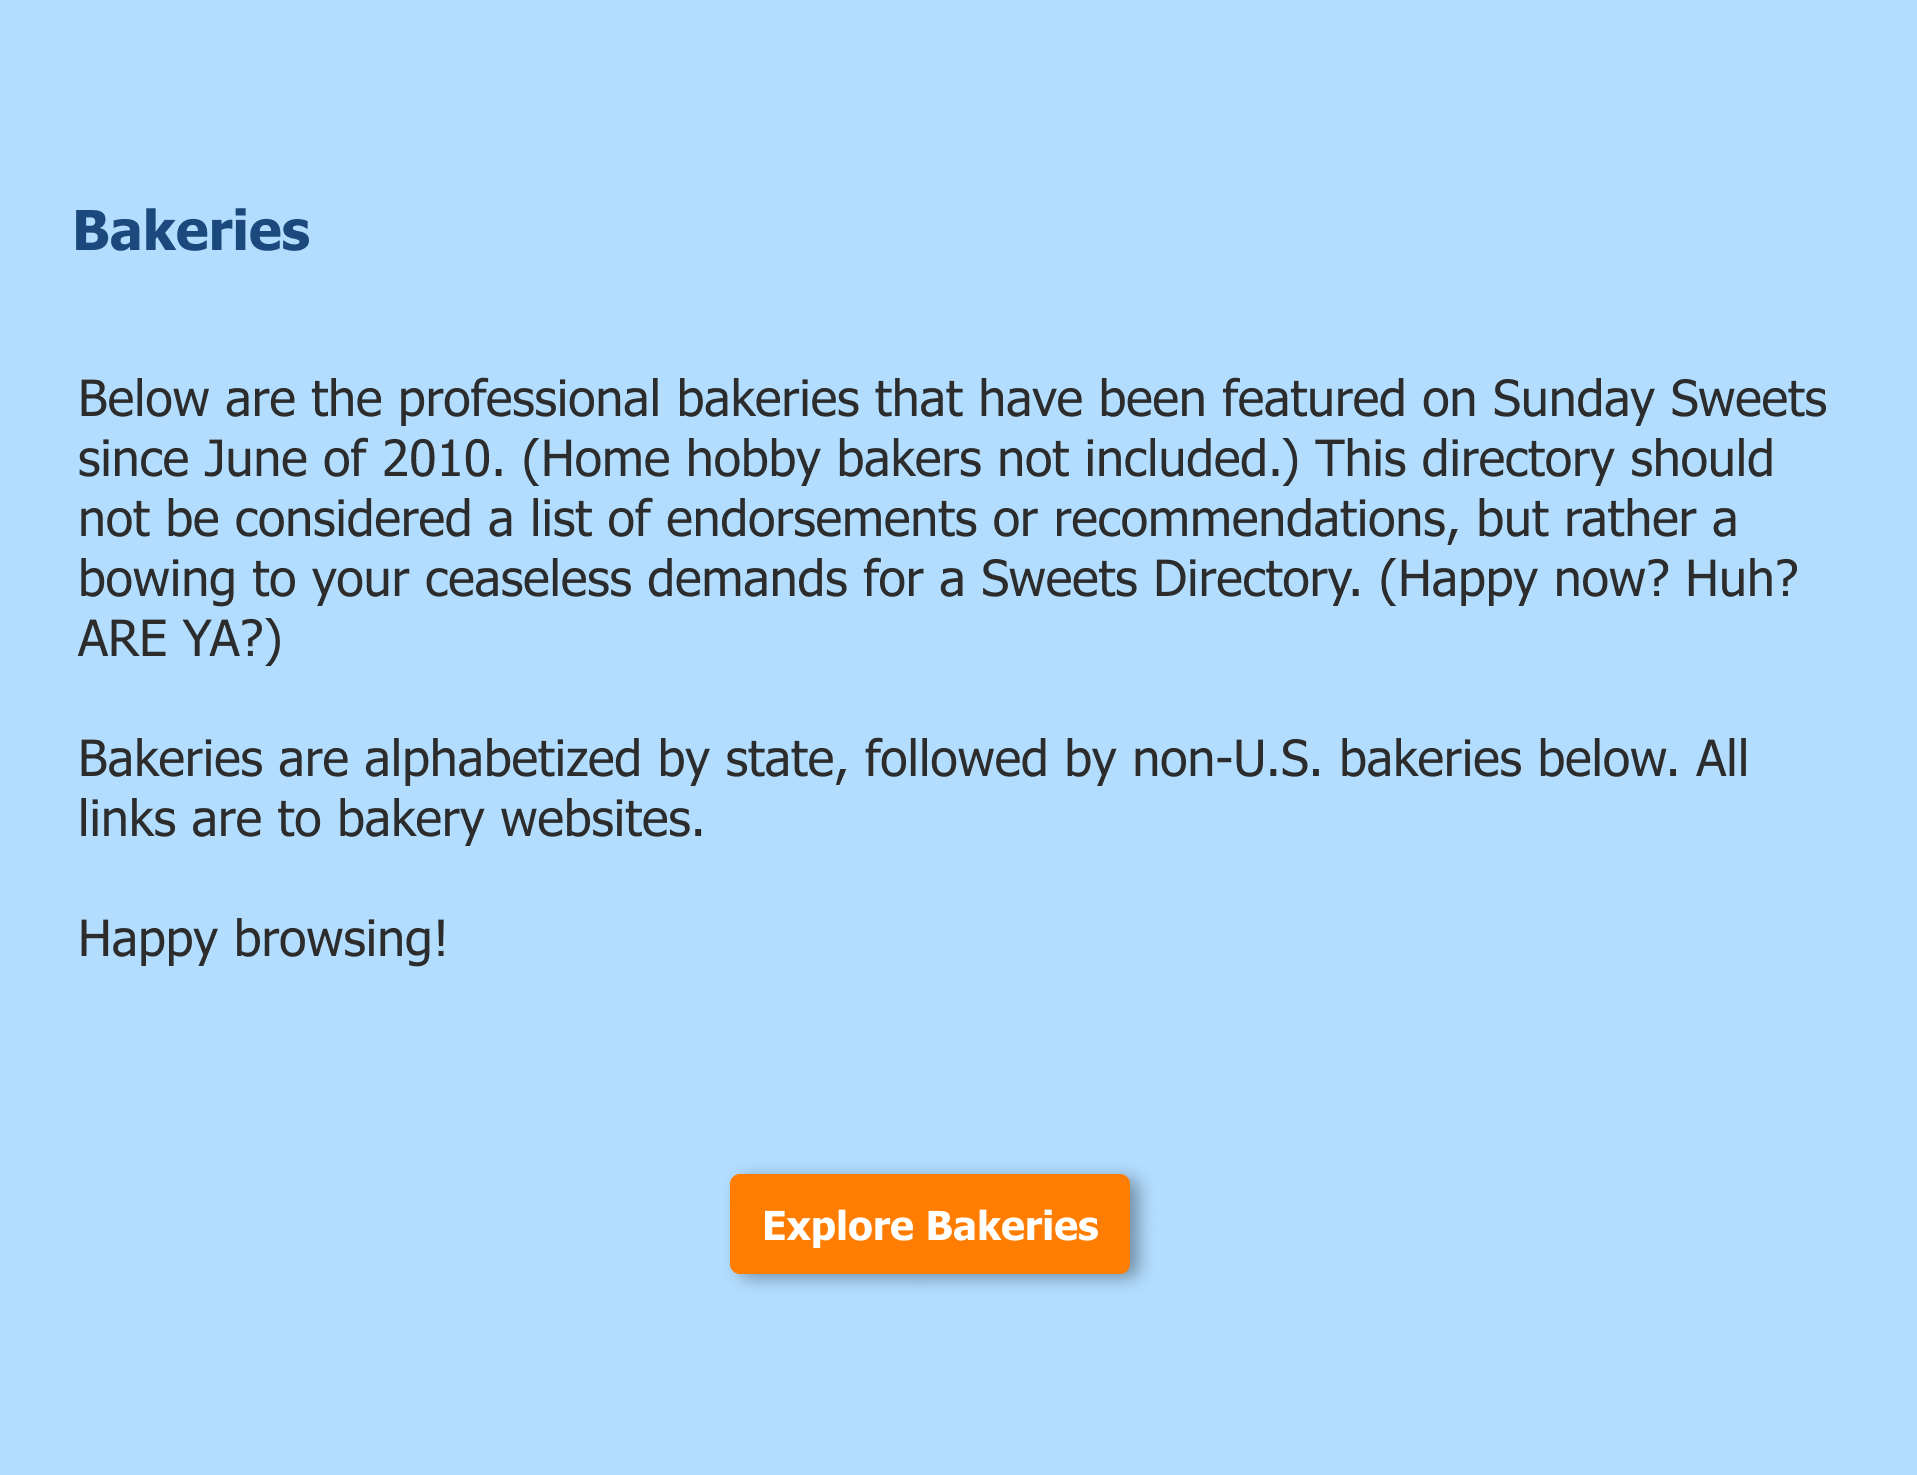 Bakeries
Below are the professional bakeries that have been featured on Sunday Sweets
since June of 2010. (Home hobby bakers not included.) This directory should
not be considered a list of endorsements or recommendations, but rather a
bowing to your ceaseless demands for a Sweets Directory. (Happy now? Huh?
ARE YA?)
Bakeries are alphabetized by state, followed by non-U.S. bakeries below. All
links are to bakery websites.
Happy browsing!
Explore Bakeries